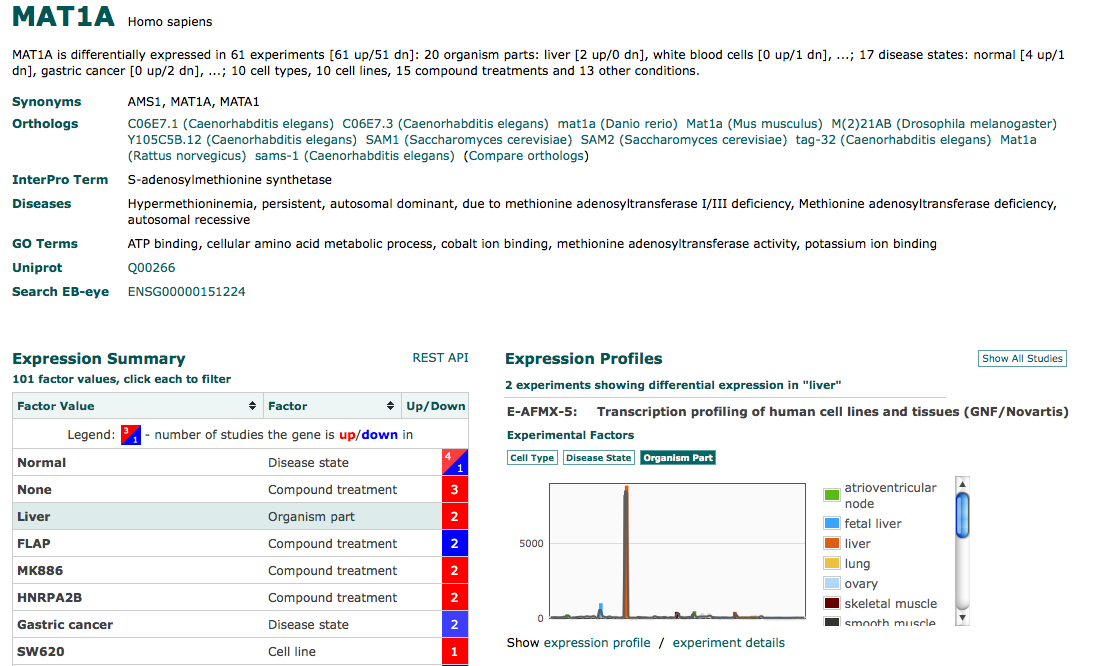 MAT1A Homo sapiens
MAT1A is differentially expressed in 61 experiments [61 up/51 dn]: 20 organism parts: liver [2 up/0 dn], white blood cells [0 up/1 dn], ...; 17 disease states: normal [4 up/1
dn], gastric cancer [0 up/2 dn], ...; 10 cell types, 10 cell lines, 15 compound treatments and 13 other conditions.
Synonyms AMS1, MAT1A, MATA1
Orthologs C06E7.1 (Caenorhabditis elegans) C06E7.3 (Caenorhabditis elegans) mat1a (Danio rerio) Mat1a (Mus musculus) M(2)21AB (Drosophila melanogaster)
Y105C5B.12 (Caenorhabditis elegans) SAM1 (Saccharomyces cerevisiae) SAM2 (Saccharomyces cerevisiae) tag-32 (Caenorhabditis elegans) Mat1a
(Rattus norvegicus) sams-1 (Caenorhabditis elegans) (Compare orthologs)
InterPro Term S-adenosylmethionine synthetase
Diseases Hypermethioninemia, persistent, autosomal dominant, due to methionine adenosyltransferase I/III deficiency, Methionine adenosyltransferase deficiency,
autosomal recessive
GO Terms ATP binding, cellular amino acid metabolic process, cobalt ion binding, methionine adenosyltransferase activity, potassium ion binding
Uniprot Q00266
Search EB-eye ENSG00000151224
Expression Summary REST API
101 factor values, click each to filter
Factor Value Factor Up/Down
Legend: 3 1 - number of studies the gene is up/down in
Normal Disease state 4 1
None Compound treatment 3
Liver Organism part 2
FLAP Compound treatment 2
MK886 Compound treatment 2
HNRPA2B Compound treatment 2
Gastric cancer Disease state 2
SW620 Cell line 1
Expression Profiles Show All Studies
2 experiments showing differential expression in "liver"
E-AFMX-5: Transcription profiling of human cell lines and tissues (GNF/Novartis)
Experimental Factors
Cell Type Disease State Organism Part
5000
0
atrioventricular
node
fetal liver
liver
lung
ovary
skeletal muscle
smooth muscle
Show expression profile / experiment details